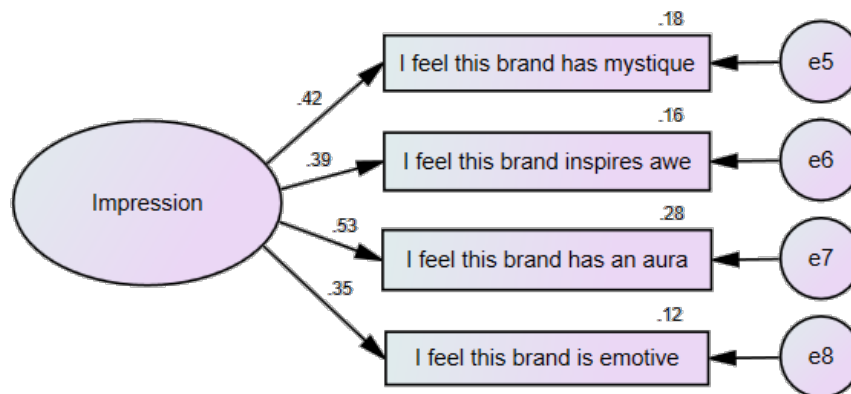 .18
I feel this brand has mystique
e5
.42
.16
I feel this brand inspires awe
e6
.39
Impression
.28
.53
I feel this brand has an aura
e7
.35
.12
I feel this brand is emotive
e8